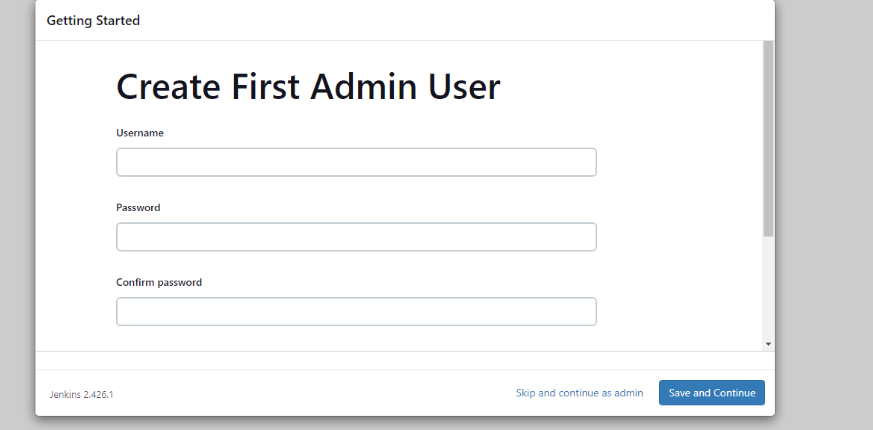 Getting Started
Create First Admin User
Username
Password
Confirm password
Jenkins 2.426.1
Skip and continue as admin
Save and Continue